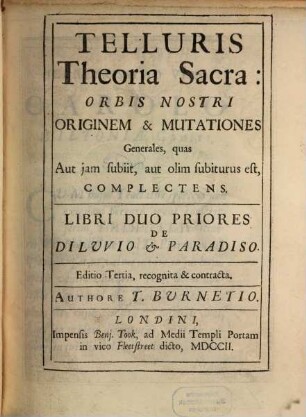 TELLURIS
Theoria Sacra:
ORBIS NOSTRI
ORIGINEM & MUTATIONES
Generales, quas
Aut jam subiit, aut olim subiturus est,
COMPLECTENS.
LIBRI DUO PRIORES
DE
DILUVIO & PARADISO.
Editio Tertia, recognita & contracta.
AUTHORE T. BURNETIO.
LONDINI,
Impensis Benj. Took, ad Medii Templi Portam
in vico Fleetstreet dicto, MDCCII.